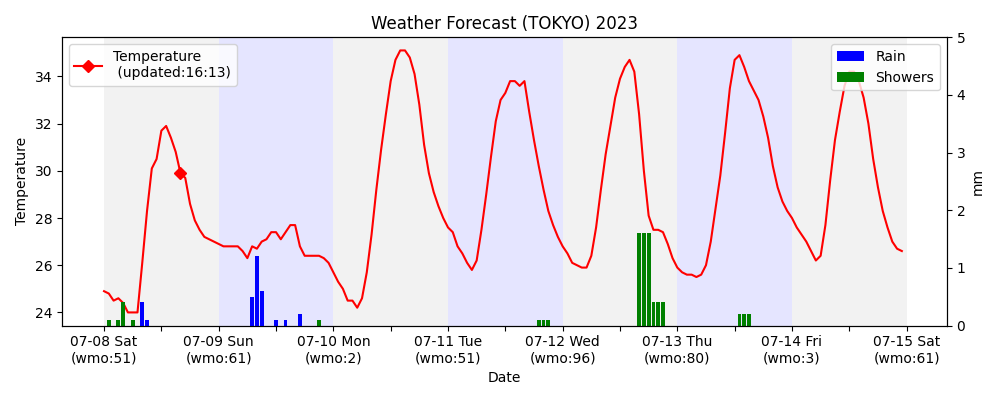 Weather Forecast (TOKYO) 2023
Temperature
(updated:16:13)
Rain
Showers
Temperature
34
32
30
28
26
24
5
4
3
2
1
0
mm
07-08 Sat
(wmo:51)
07-09 Sun
(wmo:61)
07-10 Mon
(wmo:2)
07-11 Tue
(wmo:51)
07-12 Wed
(wmo:96)
07-13 Thu
(wmo:80)
07-14 Fri
(wmo:3)
07-15 Sat
(wmo:61)
Date